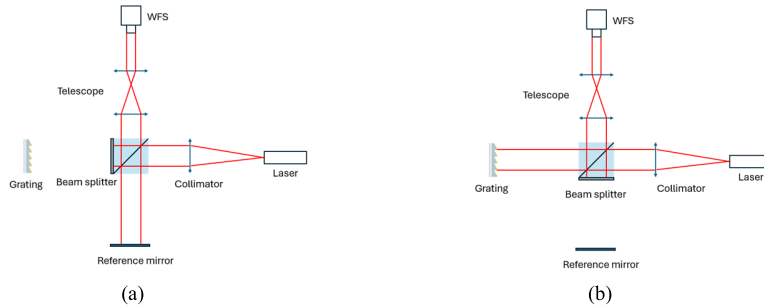 WFS
Telescope
Grating
Beam splitter
Collimator
Laser
Reference mirror
(a)
WFS
Telescope
Grating
Beam splitter
Collimator
Laser
Reference mirror
(b)